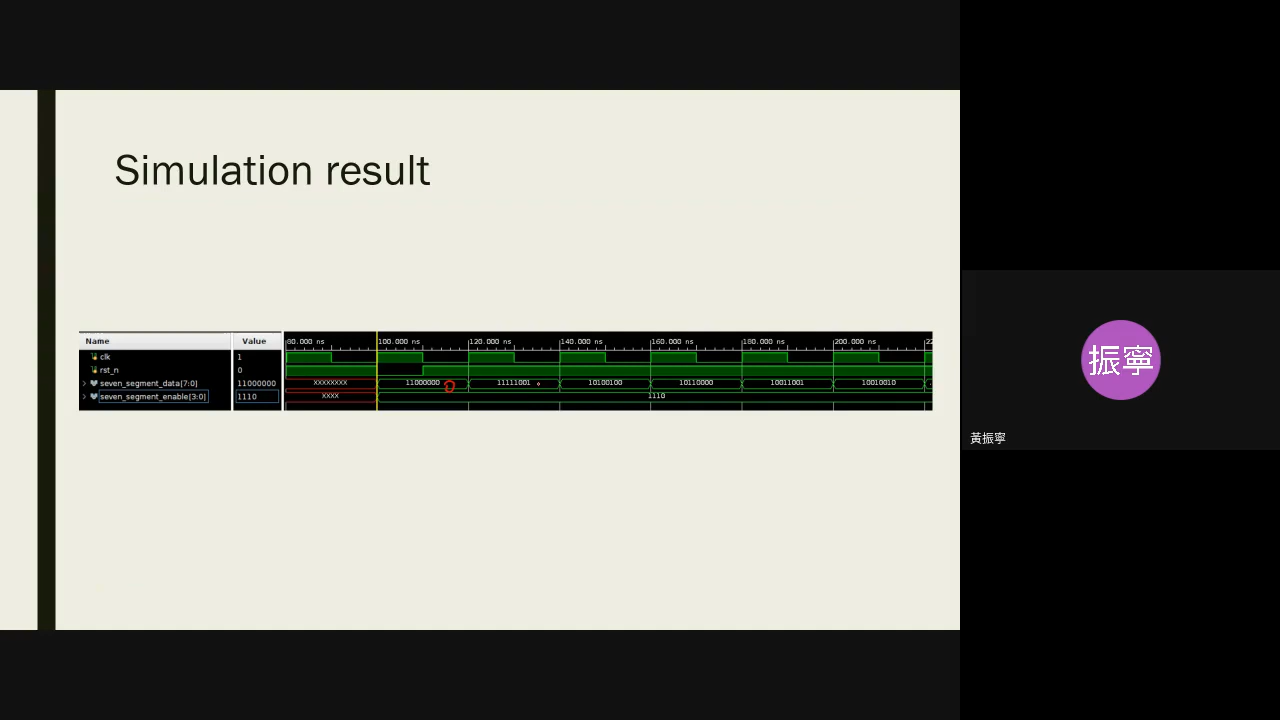 Simulation result
Name Value 80.000 ns 100.000 ns 120.000 ns 140.000 ns 160.000 ns 180.000 ns 200.000 ns 22
clk 1
rst_n 0
seven_segment_data[7:0] 11000000 XXXXXXXX 11000000 0 11111001 10100100 10110000 10011001 10010010
seven_segment_enable[3:0] 1110 XXXX 1110
振寧
黃振寧